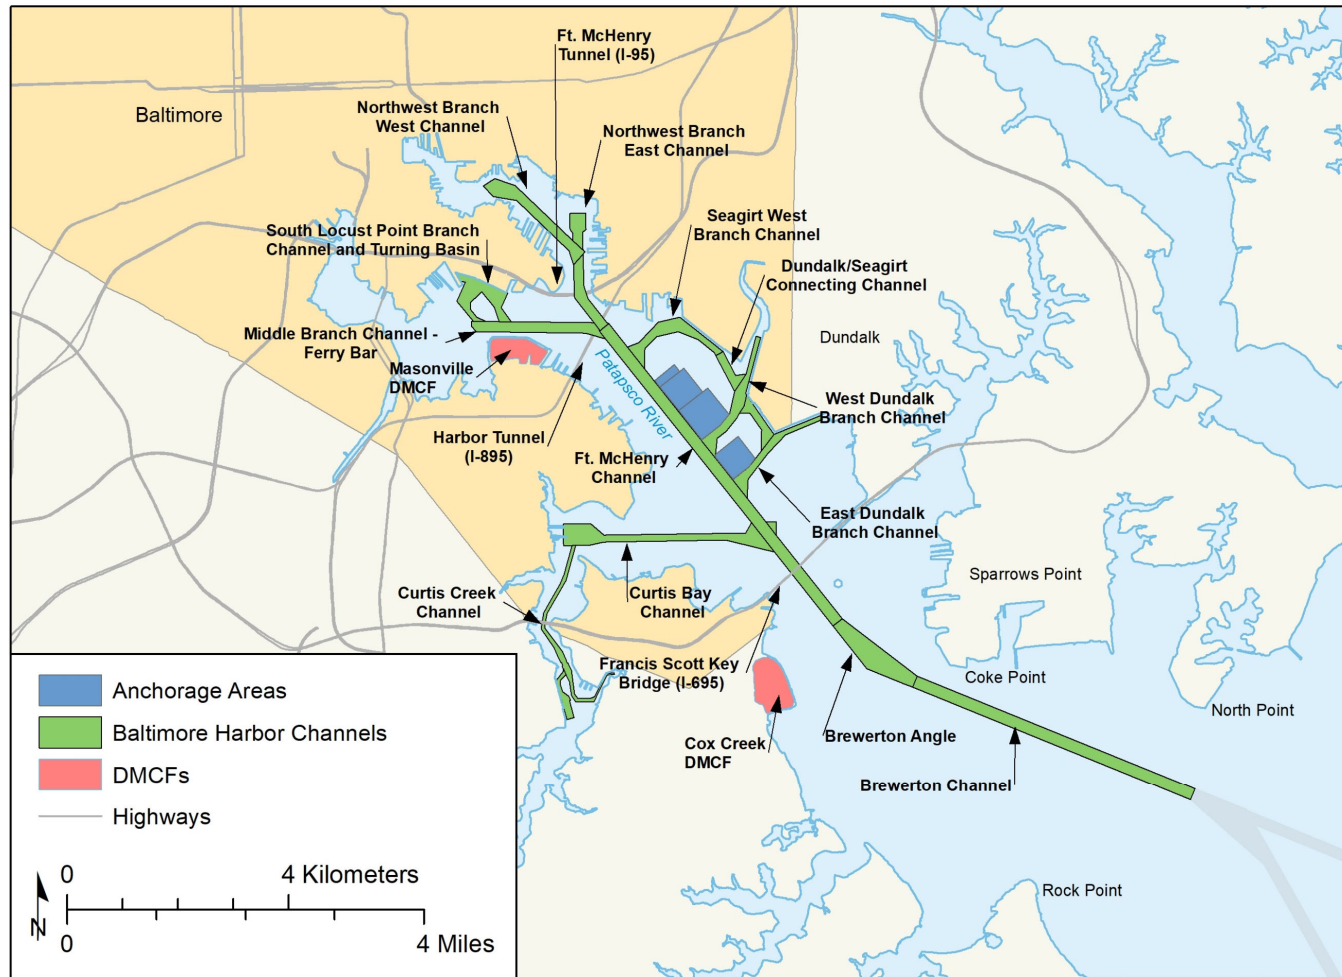 Ft. McHenry
Tunnel (I-95)
Baltimore
Northwest Branch
West Channel
Northwest Branch
East Channel
South Locust Point Branch
Channel and Turning Basin
Seagirt West
Branch Channel
Dundalk/Seagirt
Connecting Channel
Middle Branch Channel -
Ferry Bar
Dundalk
Masonville
DMCF
Patapsco River
West Dundalk
Branch Channel
Harbor Tunnel
(I-895)
Ft. McHenry
Channel
East Dundalk
Branch Channel
Sparrows Point
Curtis Creek
Channel
Curtis Bay
Channel
Francis Scott Key
Bridge (I-695)
Coke Point
North Point
Cox Creek
DMCF
Brewerton Angle
Brewerton Channel
Rock Point
Anchorage Areas
Baltimore Harbor Channels
DMCFs
Highways
0
4 Kilometers
N
0
4 Miles